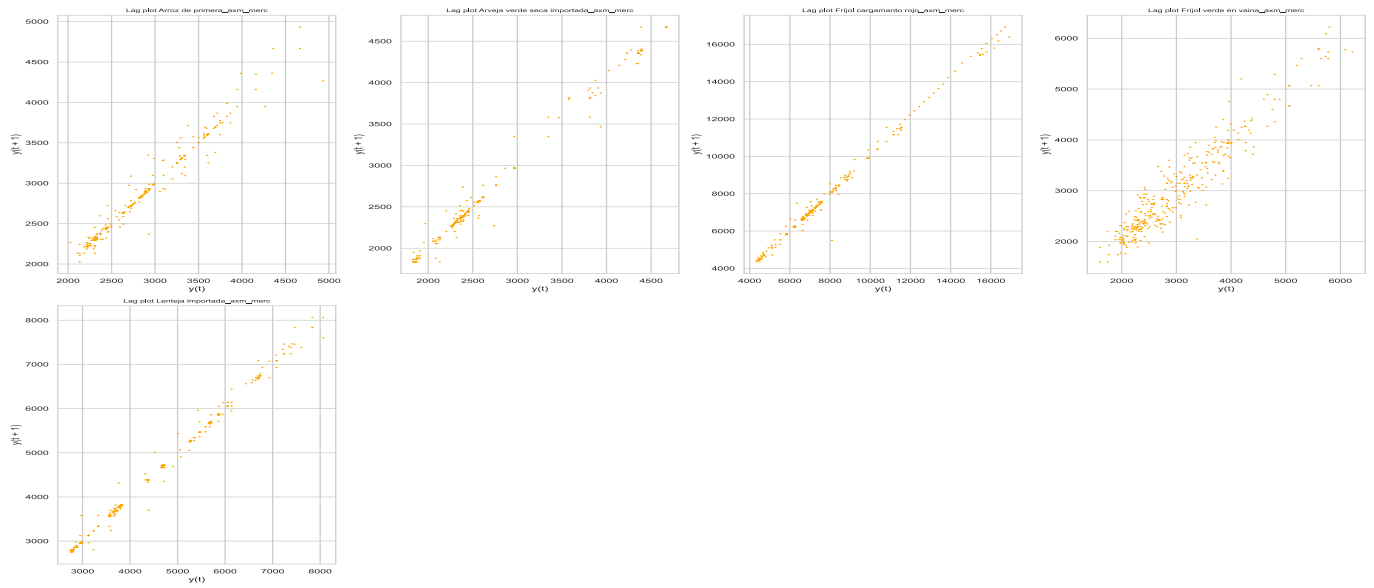 Lag plot Arroz de primera_axm_merc
5000
4500
4000
3500
3000
2500
2000
y(t + 1)
2000 2500 3000 3500 4000 4500 5000
y(t)
Lag plot Arveja verde seca importada_axm_merc
4500
4000
3500
3000
2500
2000
y(t + 1)
2000 2500 3000 3500 4000 4500
y(t)
Lag plot Frijol cargamanto rojo_axm_merc
16000
14000
12000
10000
8000
6000
4000
y(t + 1)
4000 6000 8000 10000 12000 14000 16000
y(t)
Lag plot Frijol verde en vaina_axm_merc
6000
5000
4000
3000
2000
y(t + 1)
2000 3000 4000 5000 6000
y(t)
Lag plot Lenteja importada_axm_merc
8000
7000
6000
5000
4000
3000
y(t + 1)
3000 4000 5000 6000 7000 8000
y(t)